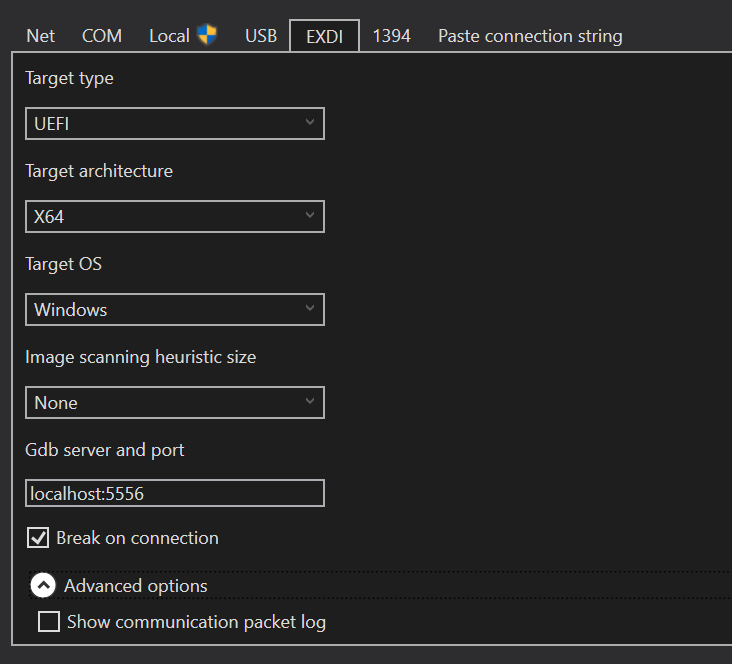 Net COM Local USB EXDI 1394 Paste connection string
Target type
UEFI
Target architecture
X64
Target OS
Windows
Image scanning heuristic size
None
Gdb server and port
localhost:5556
Break on connection
Advanced options
Show communication packet log